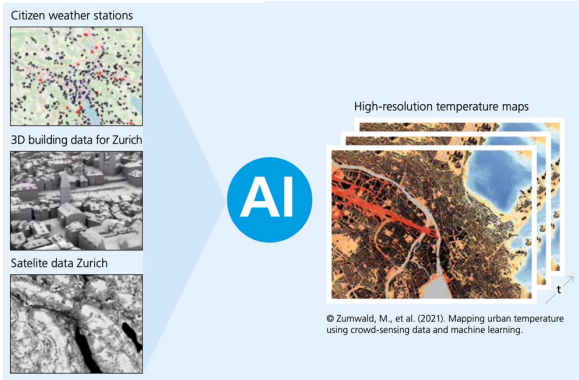 Citizen weather stations
3D building data for Zurich
Satelite data Zurich
AI
High-resolution temperature maps
t
© Zumwald, M., et al. (2021). Mapping urban temperature
using crowd-sensing data and machine learning.